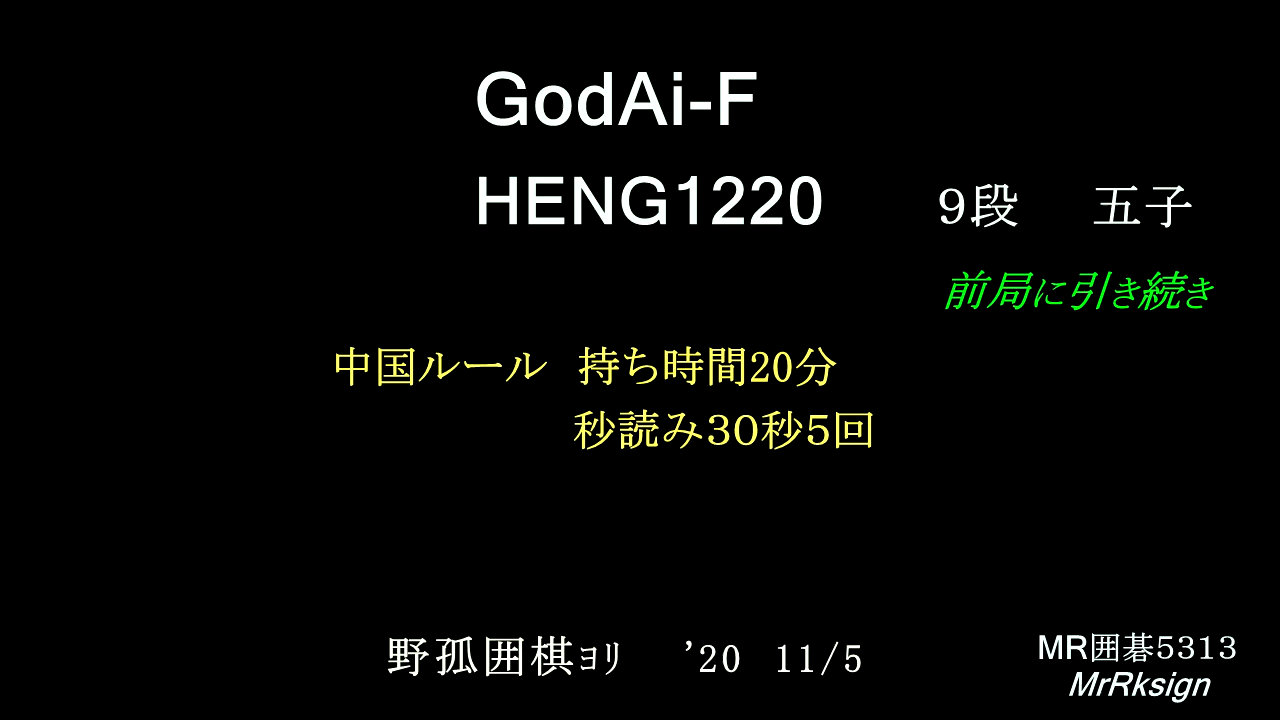 GodAi-F
HENG1220 9段 五子
前局に引き続き
中国ルール 持ち時間20分
秒読み30秒5回
野孤囲棋ﾖﾘ '20 11/5
MR囲碁5313
MrRksign